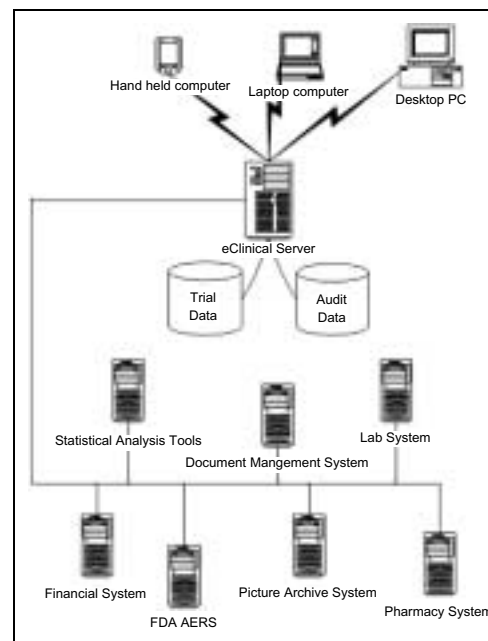 Hand held computer
Laptop computer
Desktop PC
eClinical Server
Trial
Data
Audit
Data
Statistical Analysis Tools
Document Mangement System
Lab System
Financial System
FDA AERS
Picture Archive System
Pharmacy System